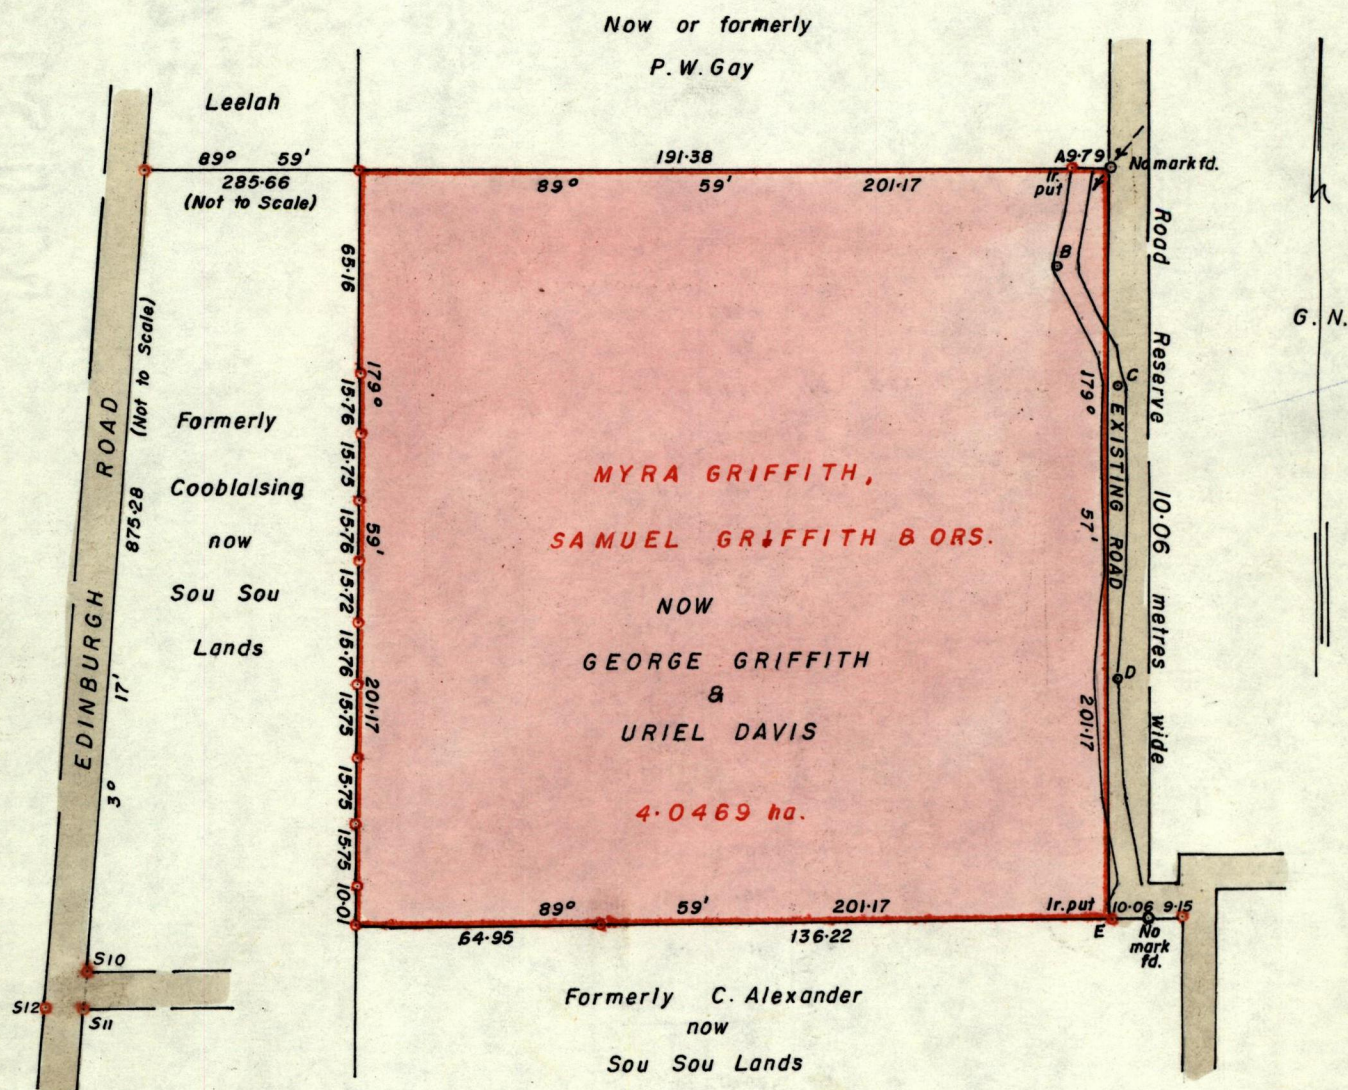 Now or formerly
P. W. Gay
Leelah
89° 59'
285·66
(Not to Scale)
191·38
A 9·79
No mark fd.
89° 59' 201·17
Ir.
put
B
C
D
E
65·16
179° 59' 201·17
15·76
15·75
15·76
15·72
15·76
15·75
15·75
15·75
10·01
EDINBURGH ROAD
3° 17' 875·28 (Not to Scale)
Formerly
Cooblalsing
now
Sou Sou
Lands
MYRA GRIFFITH,
SAMUEL GRIFFITH & ORS.
NOW
GEORGE GRIFFITH
&
URIEL DAVIS
4·0469 ha.
179° 57' 201·17
EXISTING ROAD
Road Reserve 10·06 metres wide
G. N.
89° 59' 201·17
Ir. put
10·06 9·15
64·95
136·22
No
mark
fd.
S10
S12
S11
Formerly C. Alexander
now
Sou Sou Lands